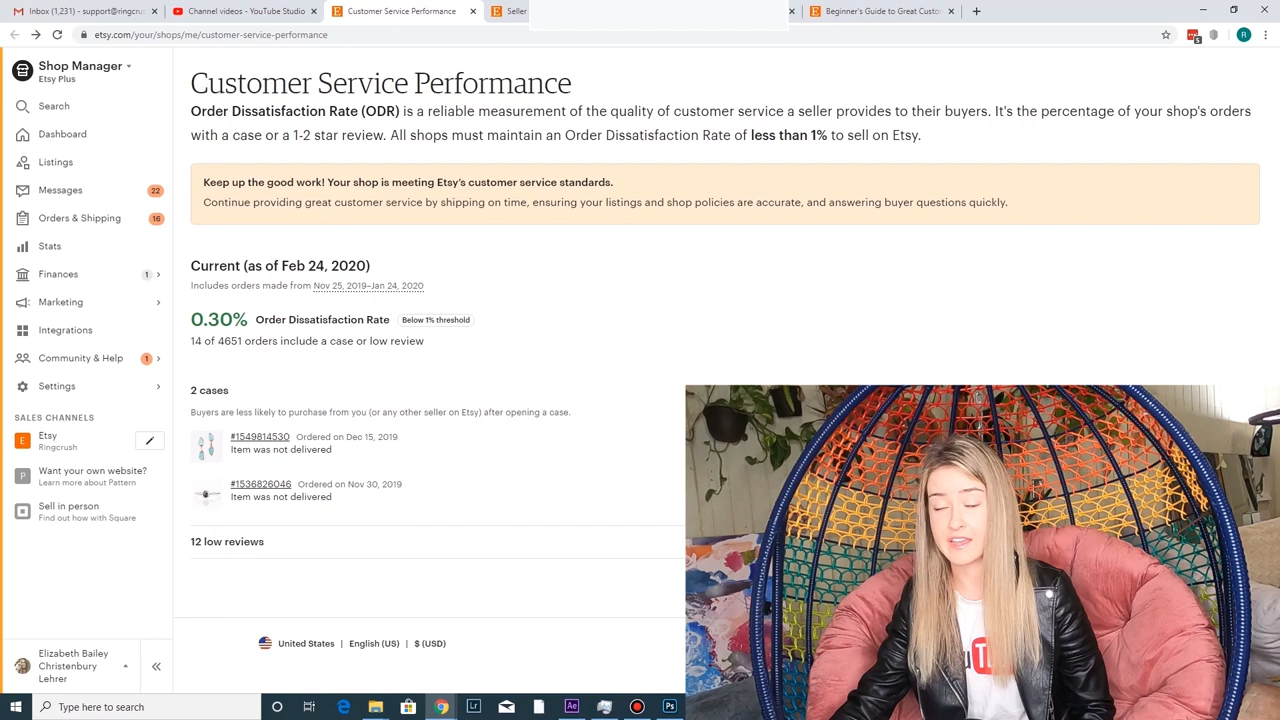 Inbox (1,231) - support@ringcru
Channel videos - YouTube Studio
Customer Service Performance
Seller
Beginner's Guide to Great Custo
etsy.com/your/shops/me/customer-service-performance
R
Shop Manager
Etsy Plus
Search
Dashboard
Listings
Messages 22
Orders & Shipping 16
Stats
Finances 1
Marketing
Integrations
Community & Help 1
Settings
SALES CHANNELS
E Etsy
Ringcrush
P Want your own website?
Learn more about Pattern
Sell in person
Find out how with Square
Elizabeth Bailey
Christenbury
Lehrer
Customer Service Performance
Order Dissatisfaction Rate (ODR) is a reliable measurement of the quality of customer service a seller provides to their buyers. It's the percentage of your shop's orders
with a case or a 1-2 star review. All shops must maintain an Order Dissatisfaction Rate of less than 1% to sell on Etsy.
Keep up the good work! Your shop is meeting Etsy's customer service standards.
Continue providing great customer service by shipping on time, ensuring your listings and shop policies are accurate, and answering buyer questions quickly.
Current (as of Feb 24, 2020)
Includes orders made from Nov 25, 2019–Jan 24, 2020
0.30% Order Dissatisfaction Rate Below 1% threshold
14 of 4651 orders include a case or low review
2 cases
Buyers are less likely to purchase from you (or any other seller on Etsy) after opening a case.
#1549814530 Ordered on Dec 15, 2019
Item was not delivered
#1536826046 Ordered on Nov 30, 2019
Item was not delivered
12 low reviews
United States | English (US) | $ (USD)
Type here to search